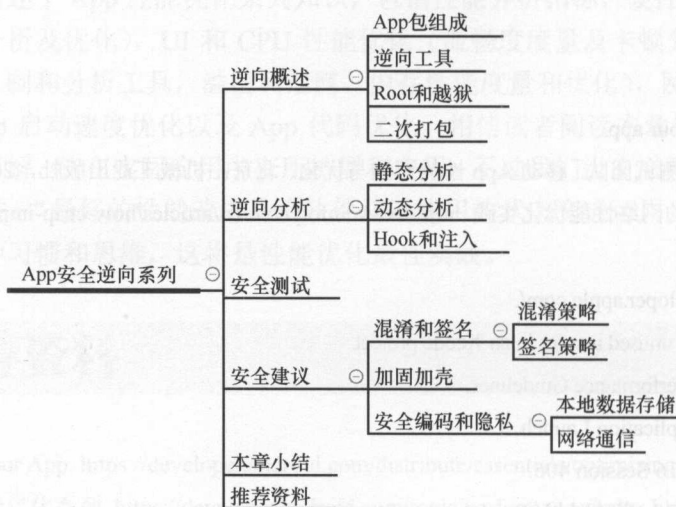 App安全逆向系列
逆向概述
App包组成
逆向工具
Root和越狱
二次打包
逆向分析
静态分析
动态分析
Hook和注入
安全测试
安全建议
混淆和签名
混淆策略
签名策略
加固加壳
安全编码和隐私
本地数据存储
网络通信
本章小结
推荐资料